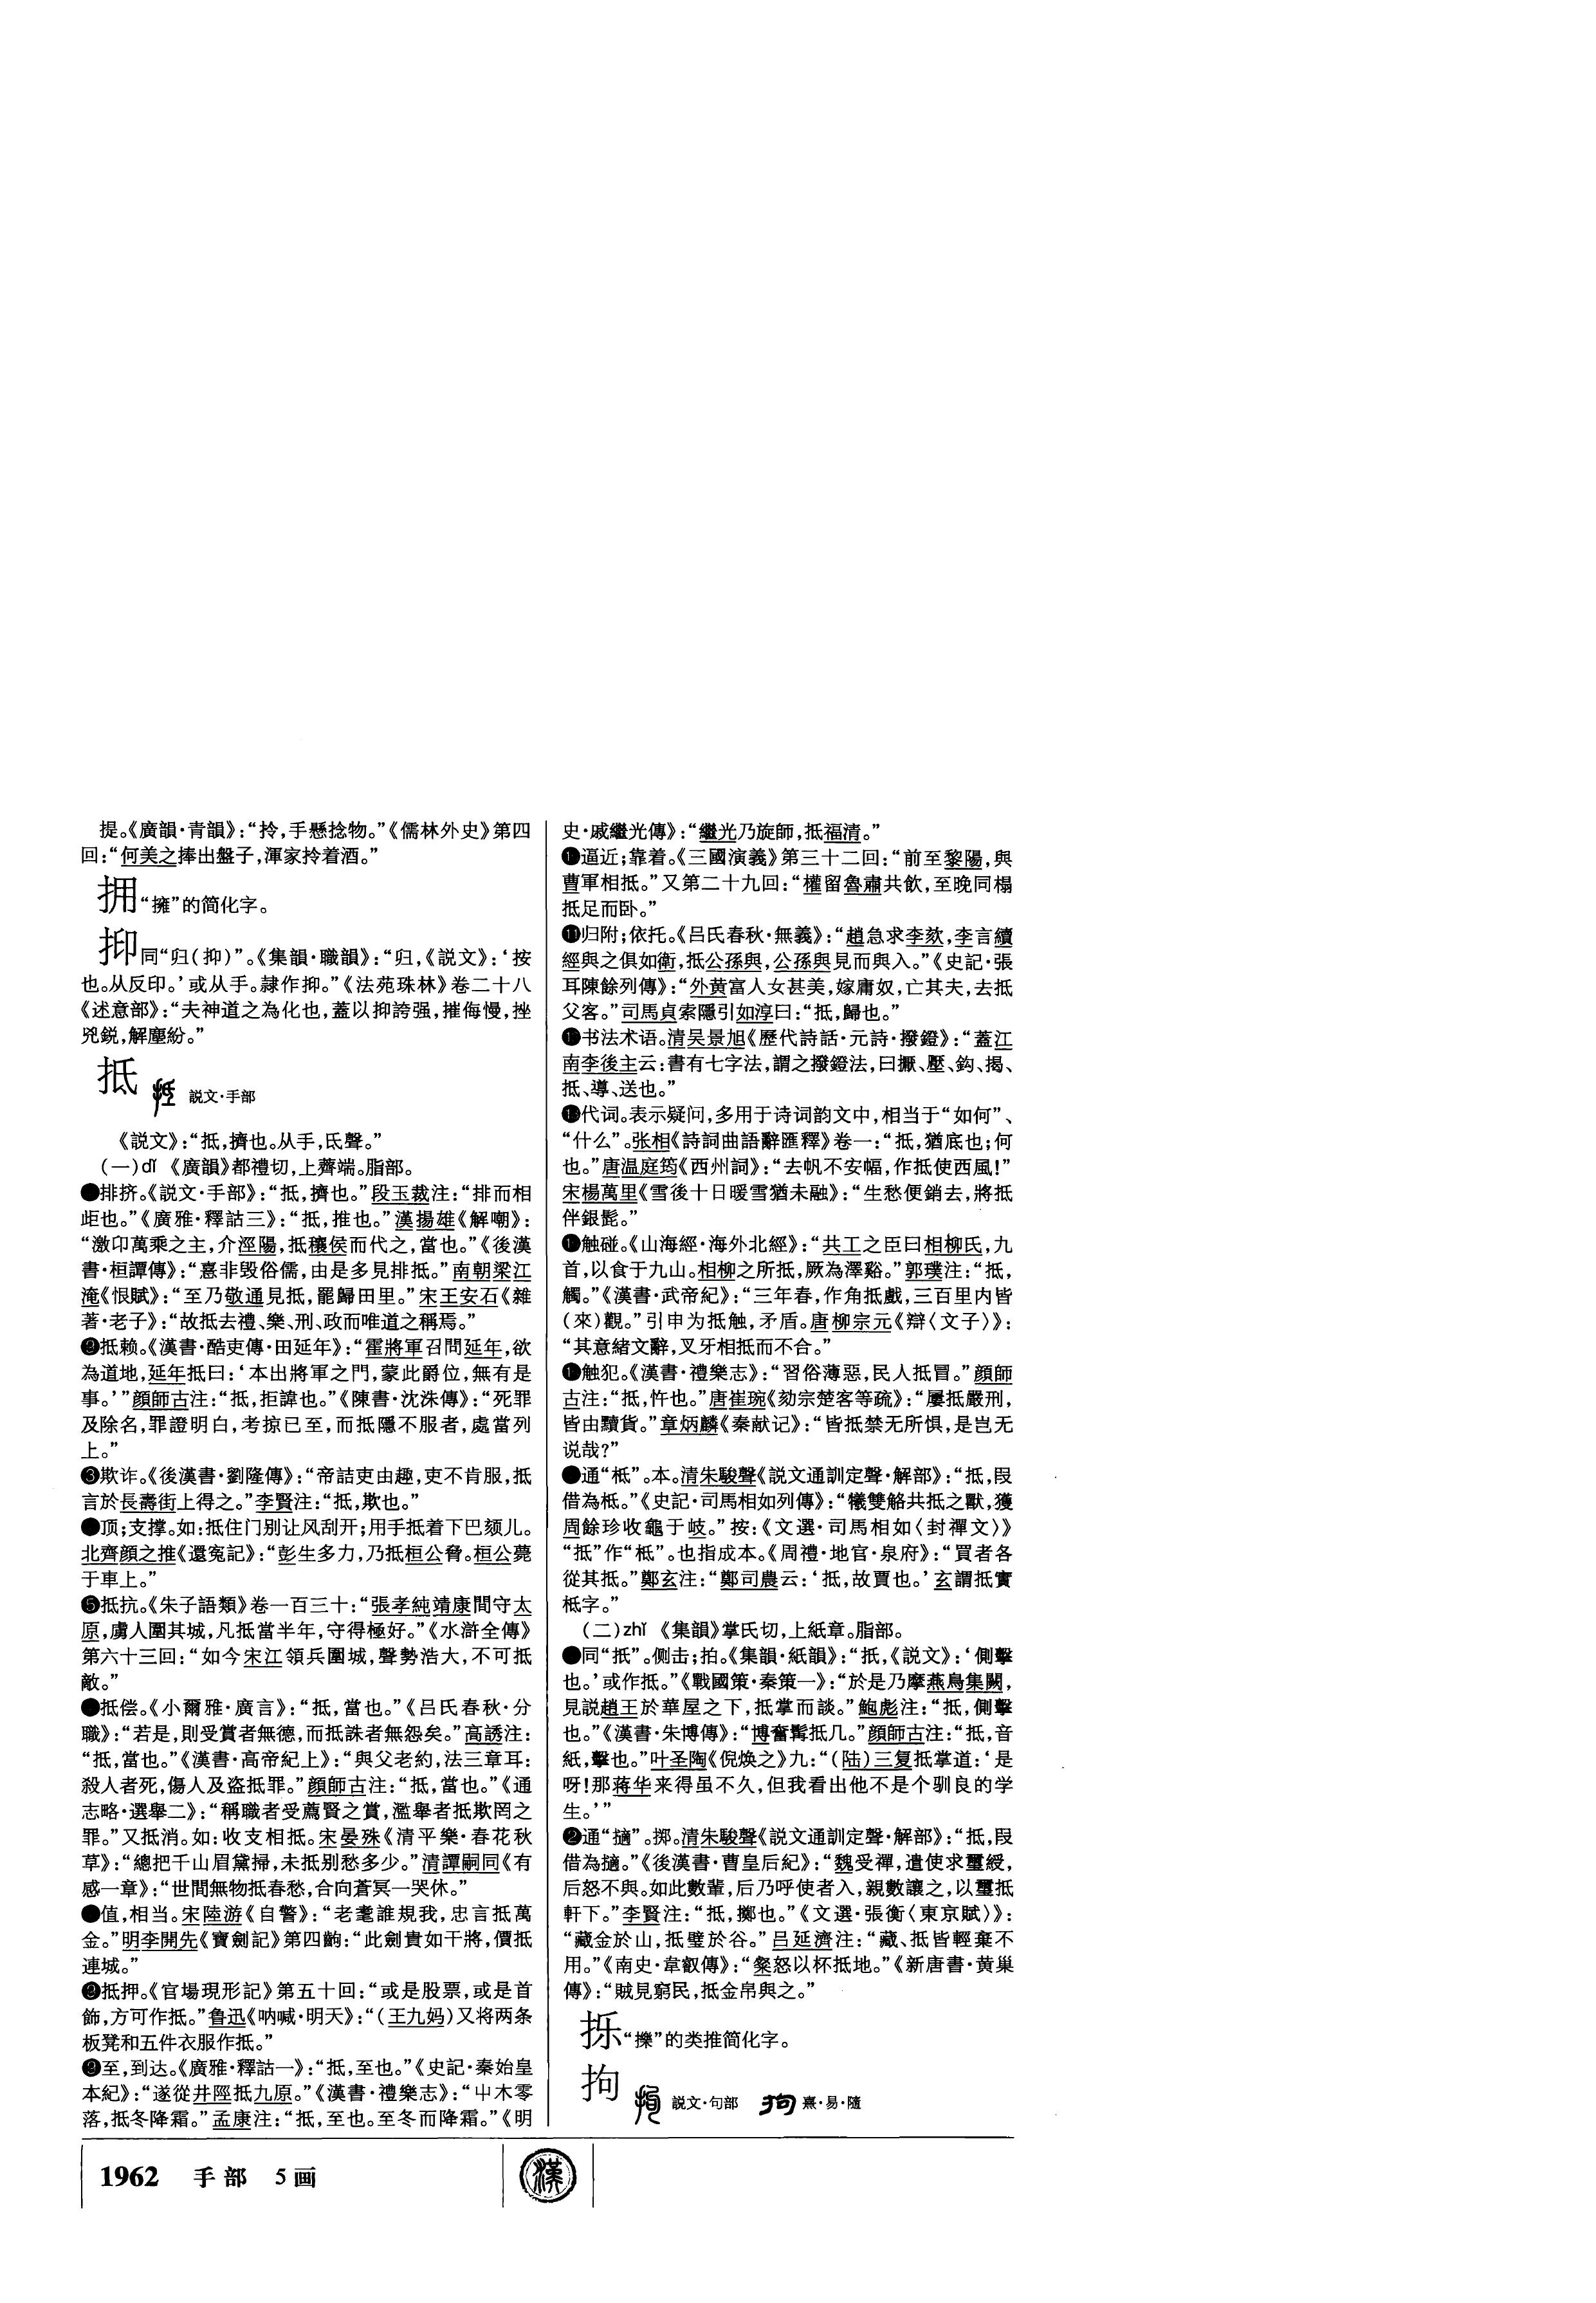 提。《廣韻·青韻》：“拎，手懸捻物。”《儒林外史》第四
回：“何美之捧出盤子，渾家拎着酒。”
拥“擁”的简化字。
抑同“归(抑)”。《集韻·職韻》：“归，《説文》：‘按
也。从反印。’或从手。隷作抑。”《法苑珠林》卷二十八
《述意部》：“夫神道之為化也，蓋以抑誇强，摧侮慢，挫
兇鋭，解塵紛。”
抵 説文·手部
《説文》：“抵，擠也。从手，氐聲。”
(一)dǐ 《廣韻》都禮切，上薺端。脂部。
●排挤。《説文·手部》：“抵，擠也。”段玉裁注：“排而相
歫也。”《廣雅·釋詁三》：“抵，推也。”漢揚雄《解嘲》：
“激卬萬乘之主，介涇陽，抵穰侯而代之，當也。”《後漢
書·桓譚傳》：“憙非毁俗儒，由是多見排抵。”南朝梁江
淹《恨賦》：“至乃敬通見抵，罷歸田里。”宋王安石《雜
著·老子》：“故抵去禮、樂、刑、政而唯道之稱焉。”
❷抵赖。《漢書·酷吏傳·田延年》：“霍將軍召問延年，欲
為道地，延年抵曰：‘本出將軍之門，蒙此爵位，無有是
事。’”顔師古注：“抵，拒諱也。”《陳書·沈洙傳》：“死罪
及除名，罪證明白，考掠已至，而抵隱不服者，處當列
上。”
❸欺诈。《後漢書·劉隆傳》：“帝詰吏由趣，吏不肯服，抵
言於長壽街上得之。”李賢注：“抵，欺也。”
●顶；支撑。如：抵住门别让风刮开；用手抵着下巴颏儿。
北齊顔之推《還寃記》：“彭生多力，乃抵桓公脅。桓公薨
于車上。”
❺抵抗。《朱子語類》卷一百三十：“張孝純靖康間守太
原，虜人圍其城，凡抵當半年，守得極好。”《水滸全傳》
第六十三回：“如今宋江領兵圍城，聲勢浩大，不可抵
敵。”
●抵偿。《小爾雅·廣言》：“抵，當也。”《吕氏春秋·分
職》：“若是，則受賞者無德，而抵誅者無怨矣。”高誘注：
“抵，當也。”《漢書·高帝紀上》：“與父老約，法三章耳：
殺人者死，傷人及盗抵罪。”顔師古注：“抵，當也。”《通
志略·選舉二》：“稱職者受薦賢之賞，濫舉者抵欺罔之
罪。”又抵消。如：收支相抵。宋晏殊《清平樂·春花秋
草》：“總把千山眉黛掃，未抵别愁多少。”清譚嗣同《有
感一章》：“世間無物抵春愁，合向蒼冥一哭休。”
●值，相当。宋陸游《自警》：“老耄誰規我，忠言抵萬
金。”明李開先《寶劍記》第四齣：“此劍貴如干將，價抵
連城。”
❽抵押。《官場現形記》第五十回：“或是股票，或是首
飾，方可作抵。”鲁迅《呐喊·明天》：“(王九妈)又将两条
板凳和五件衣服作抵。”
❾至，到达。《廣雅·釋詁一》：“抵，至也。”《史記·秦始皇
本紀》：“遂從井陘抵九原。”《漢書·禮樂志》：“屮木零
落，抵冬降霜。”孟康注：“抵，至也。至冬而降霜。”《明
史·戚繼光傳》：“繼光乃旋師，抵福清。”
❿逼近；靠着。《三國演義》第三十二回：“前至黎陽，與
曹軍相抵。”又第二十九回：“權留魯肅共飲，至晚同榻
抵足而卧。”
⓫归附；依托。《吕氏春秋·無義》：“趙急求李欬，李言續
經與之俱如衛，抵公孫與，公孫與見而與入。”《史記·張
耳陳餘列傳》：“外黄富人女甚美，嫁庸奴，亡其夫，去抵
父客。”司馬貞索隱引如淳曰：“抵，歸也。”
⓬书法术语。清吴景旭《歷代詩話·元詩·撥鐙》：“蓋江
南李後主云：書有七字法，謂之撥鐙法，曰擫、壓、鈎、揭、
抵、導、送也。”
⓭代词。表示疑问，多用于诗词韵文中，相当于“如何”、
“什么”。张相《詩詞曲語辭匯釋》卷一：“抵，猶底也；何
也。”唐温庭筠《西州詞》：“去帆不安幅，作抵使西風！”
宋楊萬里《雪後十日暖雪猶未融》：“生愁便銷去，將抵
伴銀髭。”
⓮触碰。《山海經·海外北經》：“共工之臣曰相柳氏，九
首，以食于九山。相柳之所抵，厥為澤谿。”郭璞注：“抵，
觸。”《漢書·武帝紀》：“三年春，作角抵戲，三百里内皆
(來)觀。”引申为抵触，矛盾。唐柳宗元《辯〈文子〉》：
“其意緒文辭，叉牙相抵而不合。”
⓯触犯。《漢書·禮樂志》：“習俗薄惡，民人抵冒。”顔師
古注：“抵，忤也。”唐崔琬《劾宗楚客等疏》：“屢抵嚴刑，
皆由黷貨。”章炳麟《秦献记》：“皆抵禁无所惧，是岂无
说哉？”
●通“柢”。本。清朱駿聲《説文通訓定聲·解部》：“抵，叚
借為柢。”《史記·司馬相如列傳》：“犧雙觡共抵之獸，獲
周餘珍收龜于岐。”按：《文選·司馬相如〈封禪文〉》
“抵”作“柢”。也指成本。《周禮·地官·泉府》：“買者各
從其抵。”鄭玄注：“鄭司農云：‘抵，故賈也。’玄謂抵實
柢字。”
(二)zhǐ 《集韻》掌氏切，上紙章。脂部。
●同“扺”。侧击；拍。《集韻·紙韻》：“扺，《説文》：‘側擊
也。’或作抵。”《戰國策·秦策一》：“於是乃摩燕烏集闕，
見説趙王於華屋之下，抵掌而談。”鮑彪注：“抵，側擊
也。”《漢書·朱博傳》：“博奮髯抵几。”顔師古注：“抵，音
紙，擊也。”叶圣陶《倪焕之》九：“(陆)三复抵掌道：‘是
呀！那蒋华来得虽不久，但我看出他不是个驯良的学
生。’”
❷通“擿”。掷。清朱駿聲《説文通訓定聲·解部》：“抵，叚
借為擿。”《後漢書·曹皇后紀》：“魏受禪，遣使求璽綬，
后怒不與。如此數輩，后乃呼使者入，親數讓之，以璽抵
軒下。”李賢注：“抵，擲也。”《文選·張衡〈東京賦〉》：
“藏金於山，抵璧於谷。”吕延濟注：“藏、抵皆輕棄不
用。”《南史·韋叡傳》：“粲怒以杯抵地。”《新唐書·黄巢
傳》：“賊見窮民，抵金帛與之。”
㧰“擽”的类推简化字。
拘 説文·句部 熹·易·隨
1962 手部 5画
漢